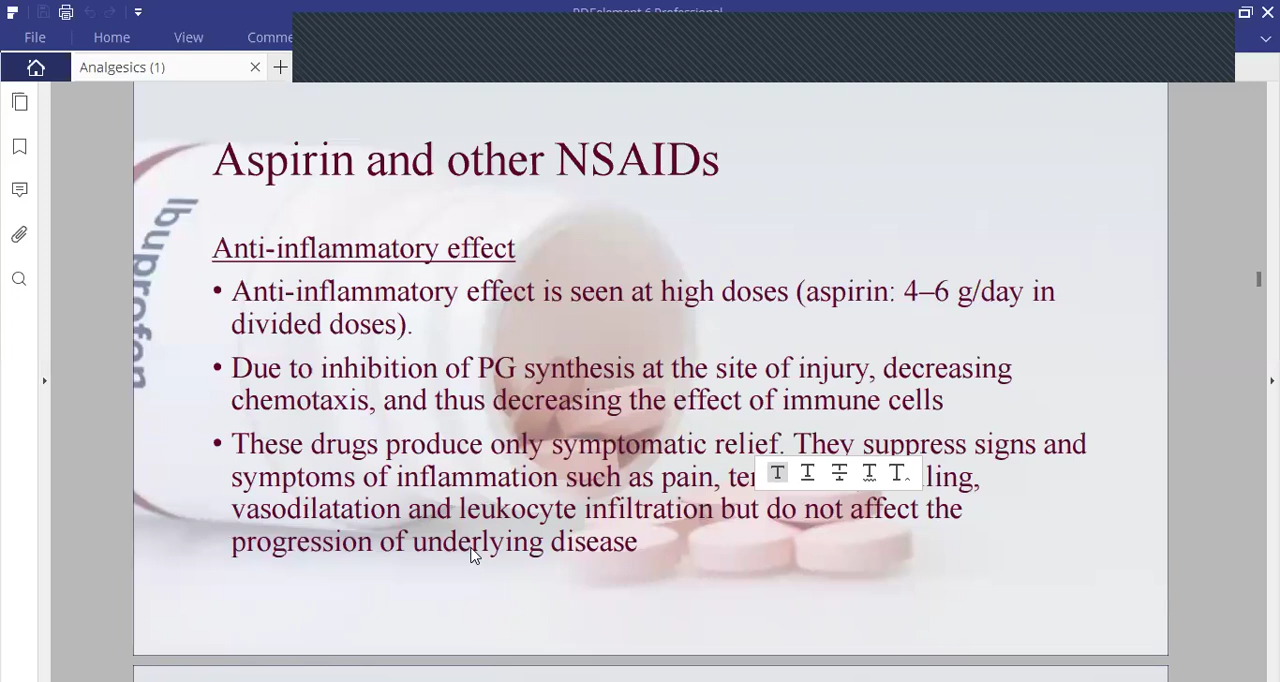 File
Home
View
Comme
Analgesics (1)
Aspirin and other NSAIDs
Ibuprofen
Anti-inflammatory effect
• Anti-inflammatory effect is seen at high doses (aspirin: 4–6 g/day in
divided doses).
• Due to inhibition of PG synthesis at the site of injury, decreasing
chemotaxis, and thus decreasing the effect of immune cells
• These drugs produce only symptomatic relief. They suppress signs and
symptoms of inflammation such as pain, ter ling,
vasodilatation and leukocyte infiltration but do not affect the
progression of underlying disease